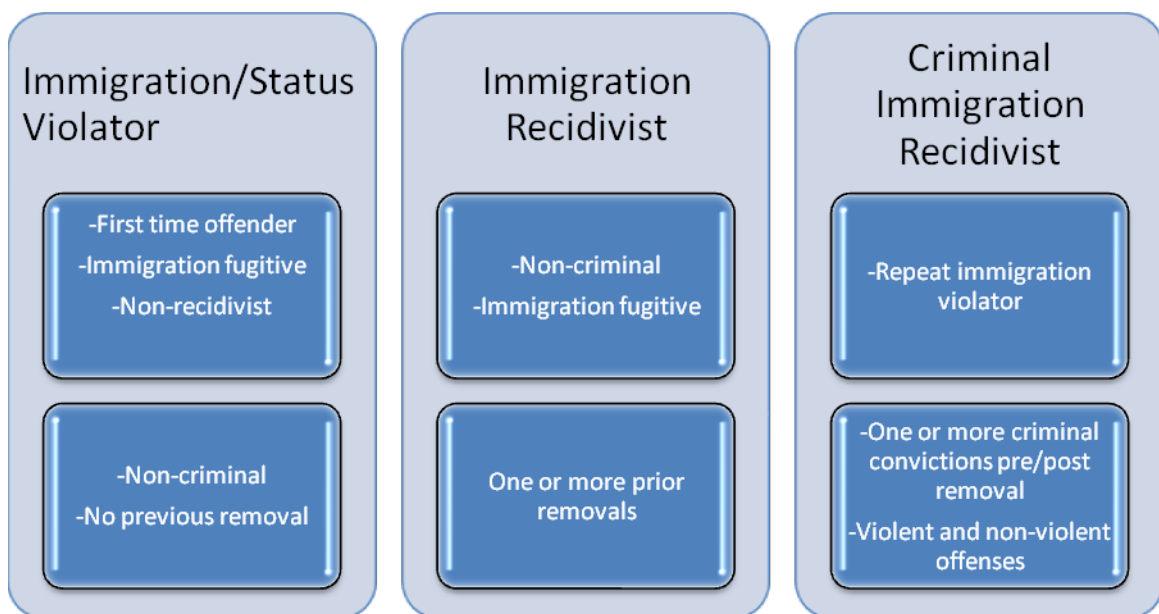 Immigration/Status
Violator
-First time offender
-Immigration fugitive
-Non-recidivist
-Non-criminal
-No previous removal
Immigration
Recidivist
-Non-criminal
-Immigration fugitive
One or more prior
removals
Criminal
Immigration
Recidivist
-Repeat immigration
violator
-One or more criminal
convictions pre/post
removal
-Violent and non-violent
offenses